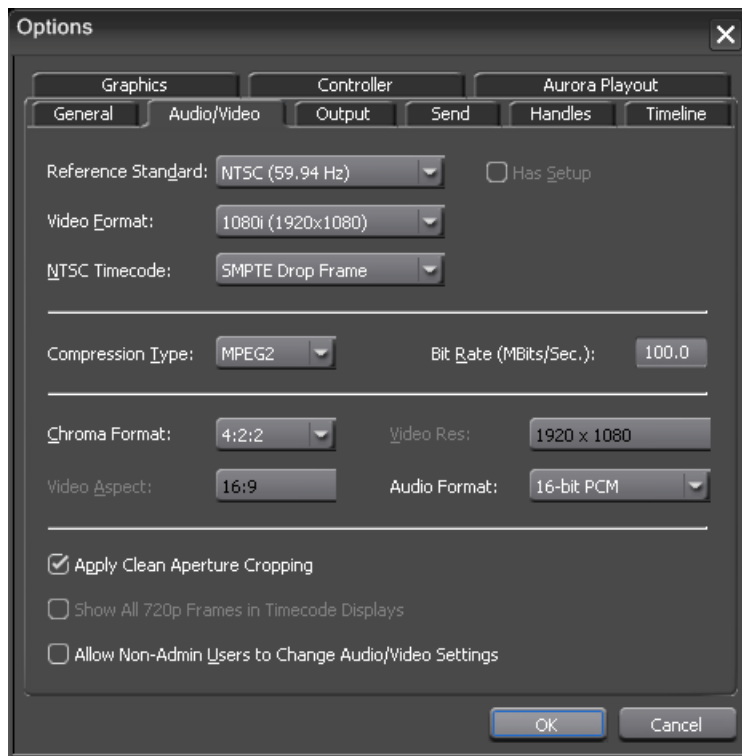 Options
Graphics
Controller
Aurora Playout
General
Audio/Video
Output
Send
Handles
Timeline
Reference Standard: NTSC (59.94 Hz)
Has Setup
Video Format: 1080i (1920x1080)
NTSC Timecode: SMPTE Drop Frame
Compression Type: MPEG2
Bit Rate (MBits/Sec.): 100.0
Chroma Format: 4:2:2
Video Res: 1920 x 1080
Video Aspect: 16:9
Audio Format: 16-bit PCM
Apply Clean Aperture Cropping
Show All 720p Frames in Timecode Displays
Allow Non-Admin Users to Change Audio/Video Settings
OK
Cancel